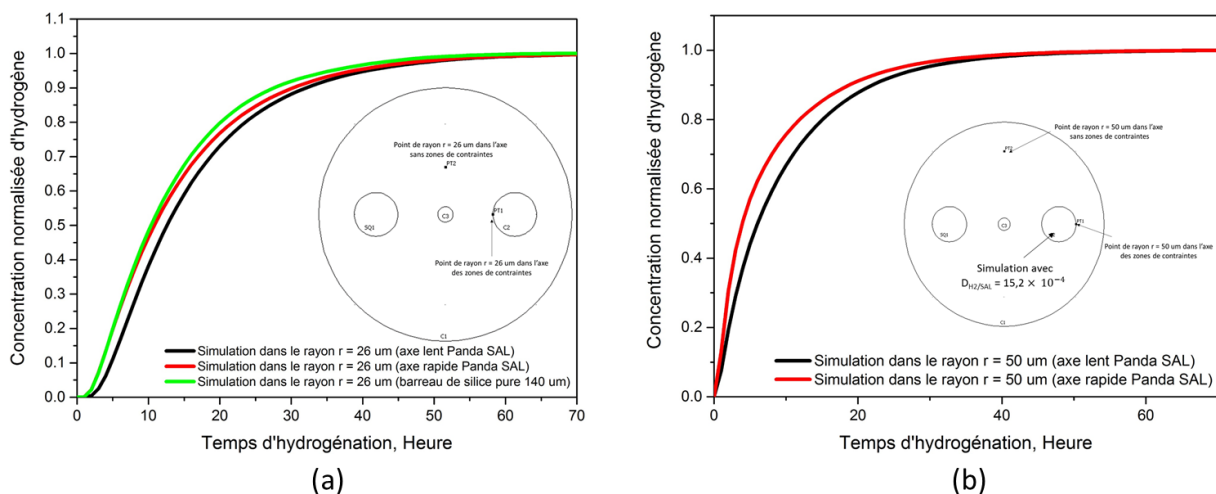 1.1
1.0
0.9
0.8
0.7
0.6
0.5
0.4
0.3
0.2
0.1
0.0
Concentration normalisée d'hydrogène
Point de rayon r = 26 um dans l'axe
sans zones de contraintes
PT2
SQ1
C3
PT1
C2
Point de rayon r = 26 um dans l'axe
des zones de contraintes
C1
Simulation dans le rayon r = 26 um (axe lent Panda SAL)
Simulation dans le rayon r = 26 um (axe rapide Panda SAL)
Simulation dans le rayon r = 26 um (barreau de silice pure 140 um)
0 10 20 30 40 50 60 70
Temps d'hydrogénation, Heure
(a)
1.0
0.8
0.6
0.4
0.2
0.0
Concentration normalisée d'hydrogène
Point de rayon r = 50 um dans l'axe
sans zones de contraintes
PT2
SQ1
C3
PT1
Point de rayon r = 50 um dans l'axe
des zones de contraintes
Simulation avec
D_H2/SAL = 15,2 × 10⁻⁴
C1
Simulation dans le rayon r = 50 um (axe lent Panda SAL)
Simulation dans le rayon r = 50 um (axe rapide Panda SAL)
0 20 40 60
Temps d'hydrogénation, Heure
(b)